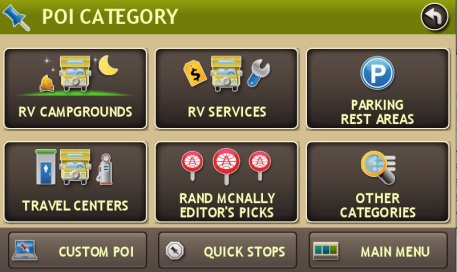 POI CATEGORY
$
P
RV CAMPGROUNDS
RV SERVICES
PARKING
REST AREAS
TRAVEL CENTERS
RAND MCNALLY
EDITOR'S PICKS
OTHER
CATEGORIES
CUSTOM POI
QUICK STOPS
MAIN MENU